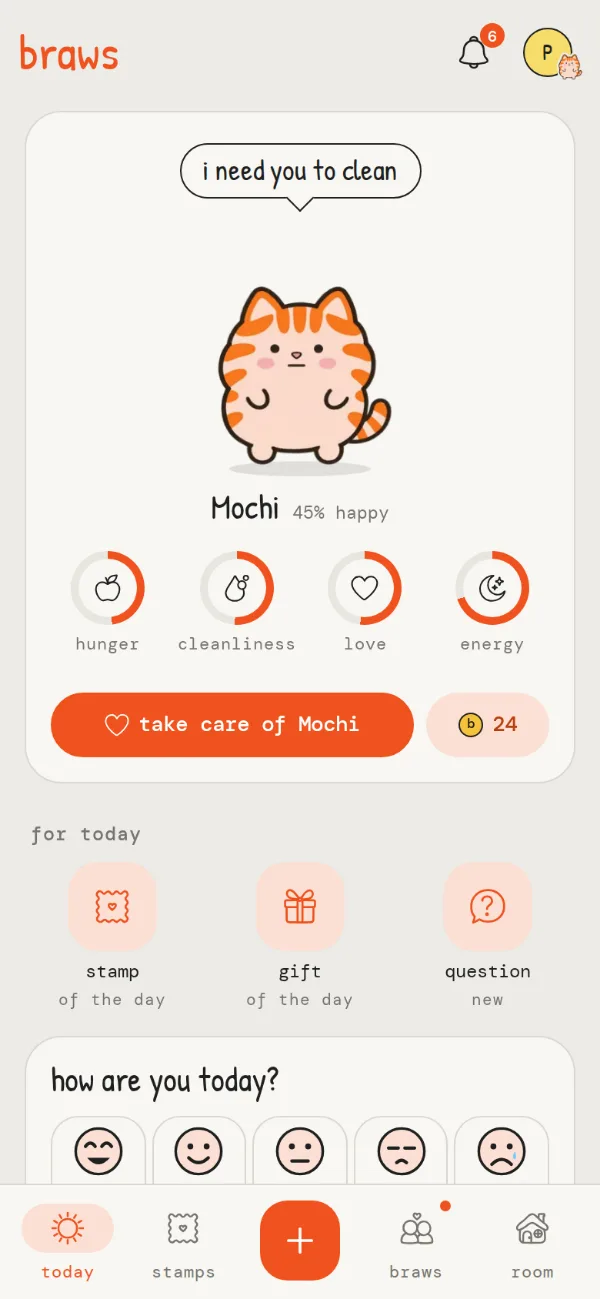 braws
6
P
i need you to clean
Mochi 45% happy
hunger cleanliness love energy
take care of Mochi
b 24
for today
stamp gift question
of the day of the day new
how are you today?
today stamps braws room